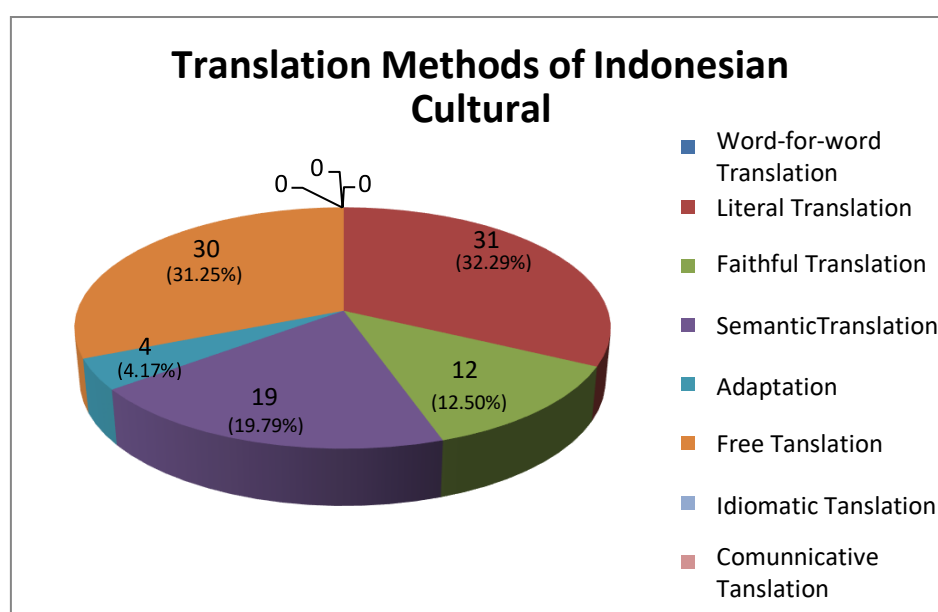 Translation Methods of Indonesian
Cultural
0
0
0
31
(32.29%)
12
(12.50%)
19
(19.79%)
4
(4.17%)
30
(31.25%)
Word-for-word
Translation
Literal Translation
Faithful Translation
SemanticTranslation
Adaptation
Free Tanslation
Idiomatic Tanslation
Comunnicative
Tanslation